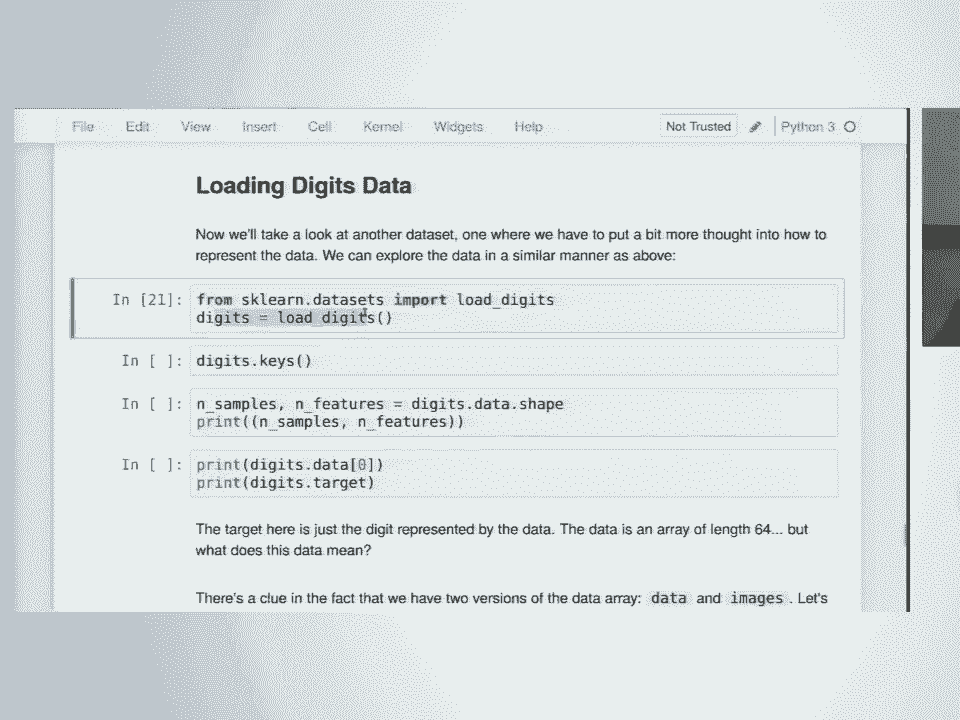 File Edit View Insert Cell Kernel Widgets Help Not Trusted Python 3
Loading Digits Data
Now we'll take a look at another dataset, one where we have to put a bit more thought into how to
represent the data. We can explore the data in a similar manner as above:
In [21]: from sklearn.datasets import load_digits
digits = load_digits()
In [ ]: digits.keys()
In [ ]: n_samples, n_features = digits.data.shape
print((n_samples, n_features))
In [ ]: print(digits.data[0])
print(digits.target)
The target here is just the digit represented by the data. The data is an array of length 64... but
what does this data mean?
There's a clue in the fact that we have two versions of the data array: data and images . Let's